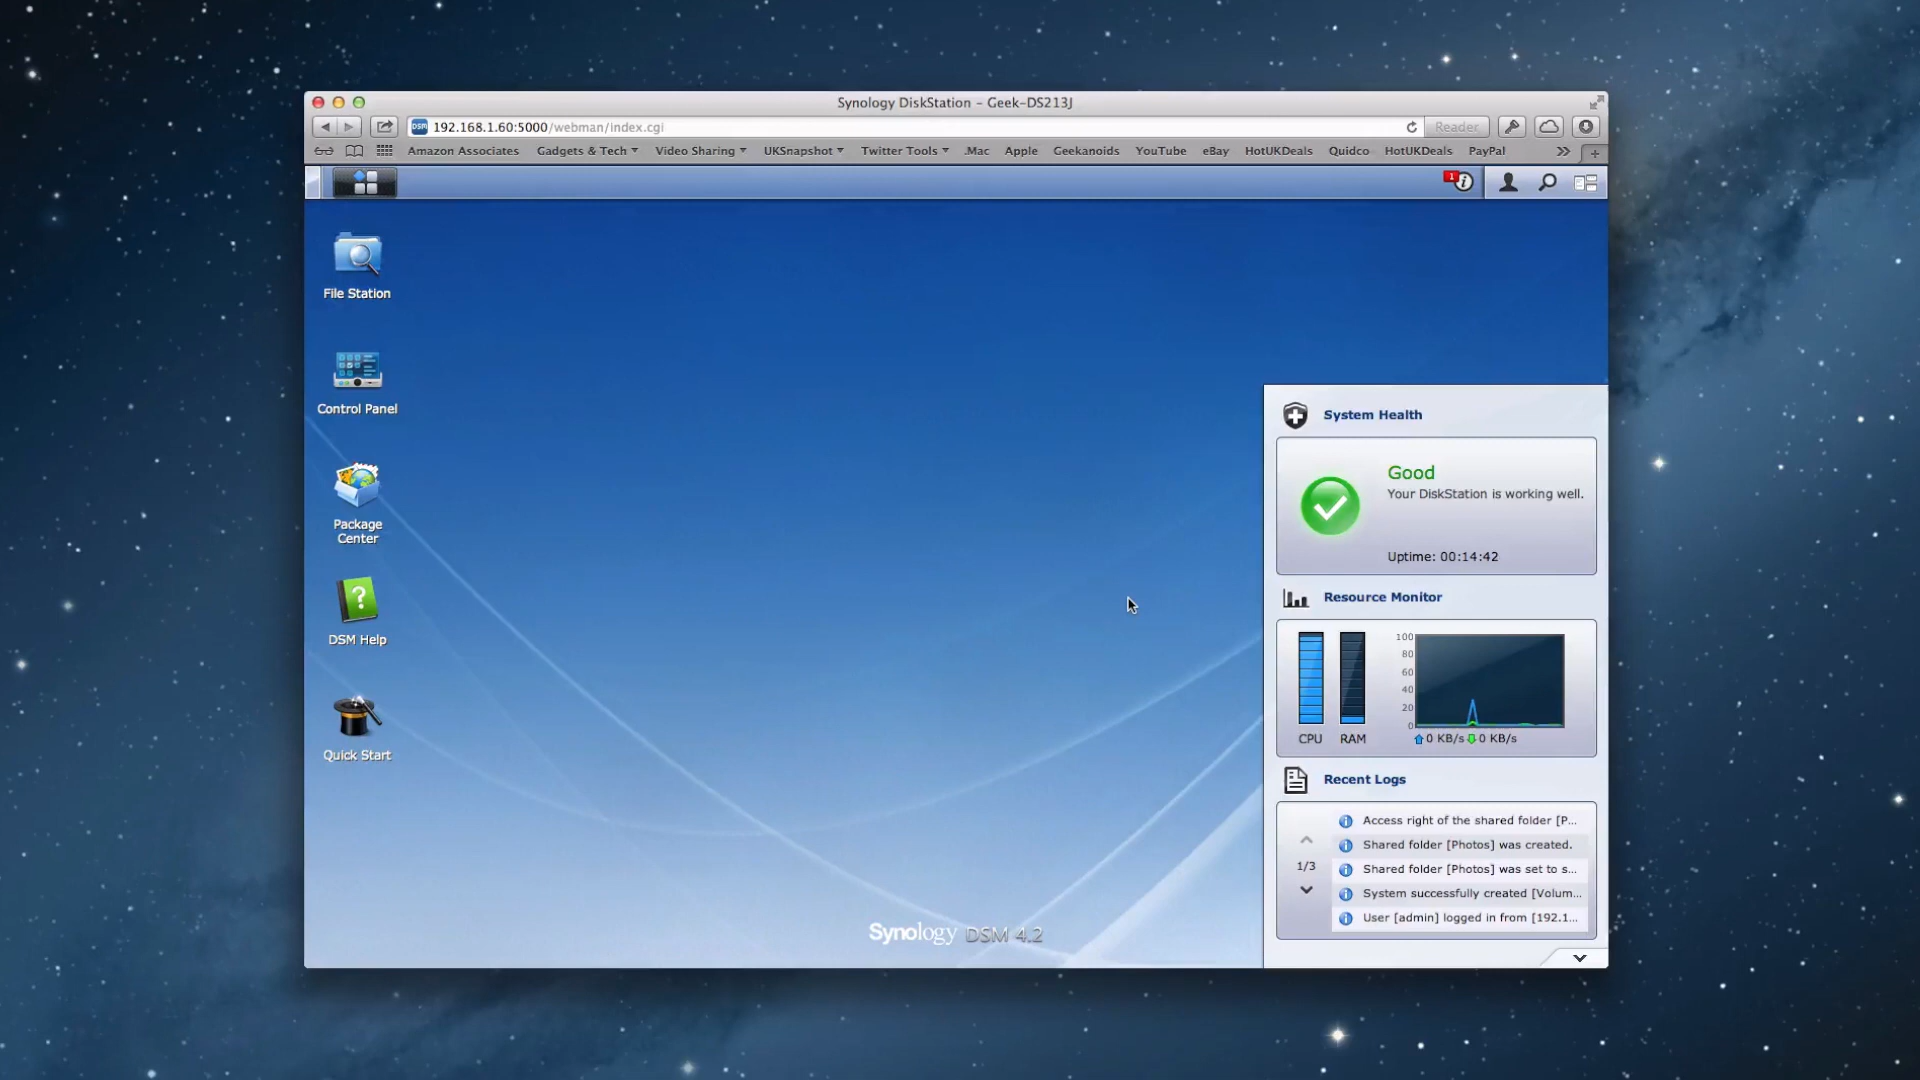 Synology DiskStation – Geek-DS213J
DSM 192.168.1.60:5000/webman/index.cgi
Reader
Amazon Associates Gadgets & Tech Video Sharing UKSnapshot Twitter Tools .Mac Apple Geekanoids YouTube eBay HotUKDeals Quidco HotUKDeals PayPal
1
File Station
Control Panel
Package
Center
DSM Help
Quick Start
System Health
Good
Your DiskStation is working well.
Uptime: 00:14:42
Resource Monitor
100
80
60
40
20
0
CPU RAM 0 KB/s 0 KB/s
Recent Logs
Access right of the shared folder [P...
Shared folder [Photos] was created.
1/3
Shared folder [Photos] was set to s...
System successfully created [Volum...
User [admin] logged in from [192.1...
Synology DSM 4.2